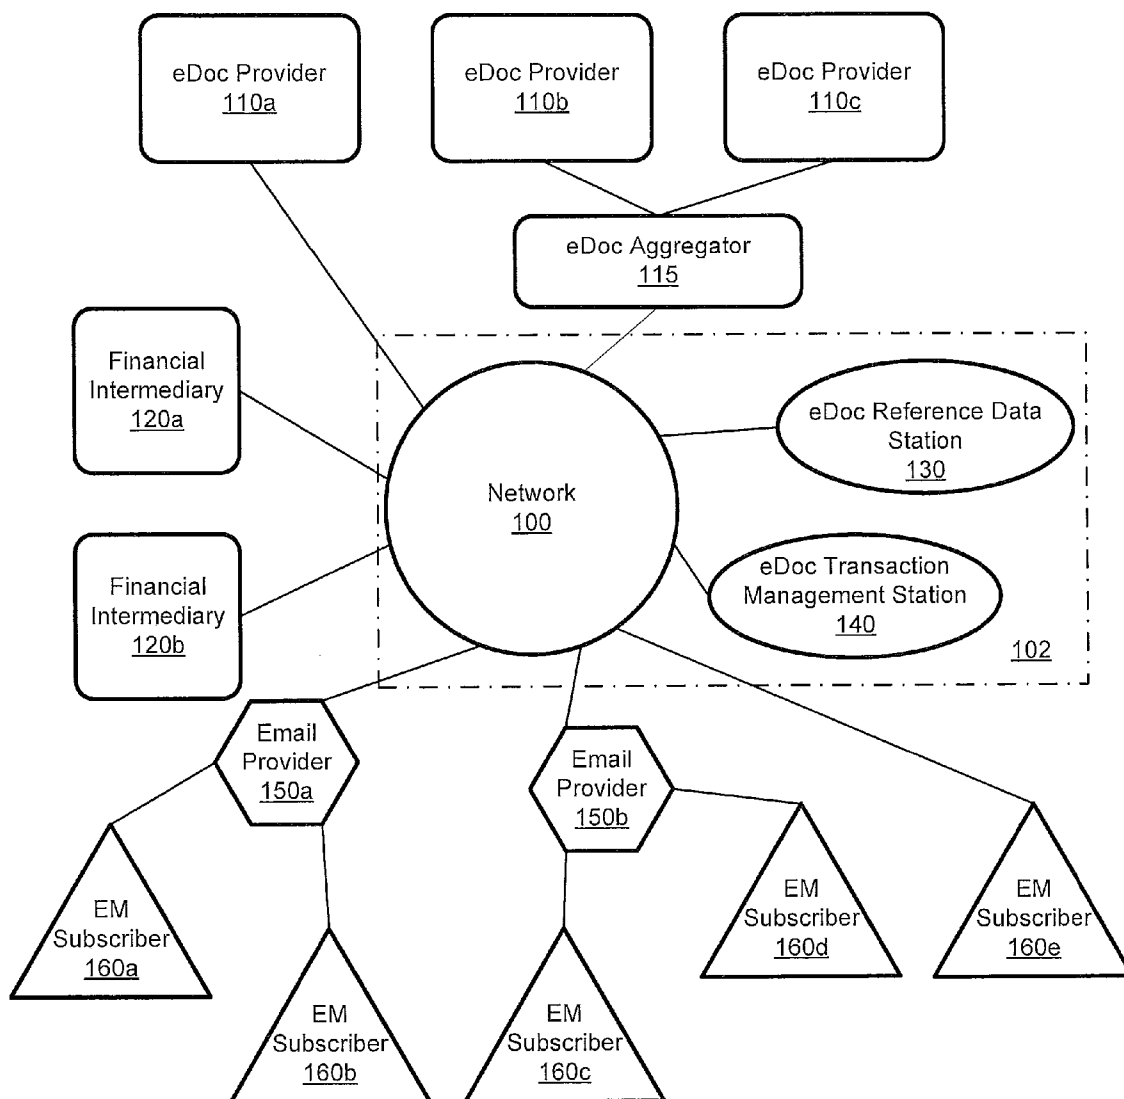 eDoc Provider
110a
eDoc Provider
110b
eDoc Provider
110c
eDoc Aggregator
115
Financial
Intermediary
120a
eDoc Reference Data
Station
130
Network
100
Financial
Intermediary
120b
eDoc Transaction
Management Station
140
102
Email
Provider
150a
Email
Provider
150b
EM
Subscriber
160a
EM
Subscriber
160b
EM
Subscriber
160c
EM
Subscriber
160d
EM
Subscriber
160e